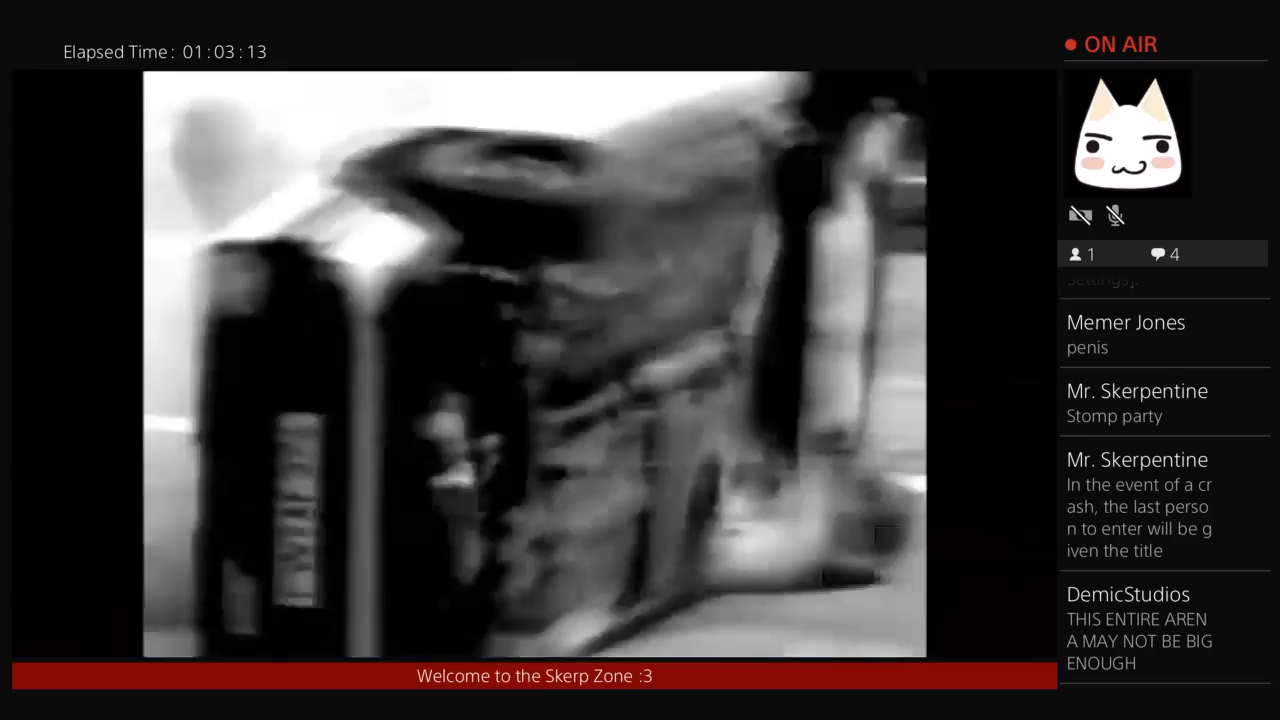 Elapsed Time: 01:03:13
ON AIR
1 4
Settings].
Memer Jones
penis
Mr. Skerpentine
Stomp party
Mr. Skerpentine
In the event of a cr
ash, the last perso
n to enter will be g
iven the title
DemicStudios
THIS ENTIRE AREN
A MAY NOT BE BIG
ENOUGH
Welcome to the Skerp Zone :3